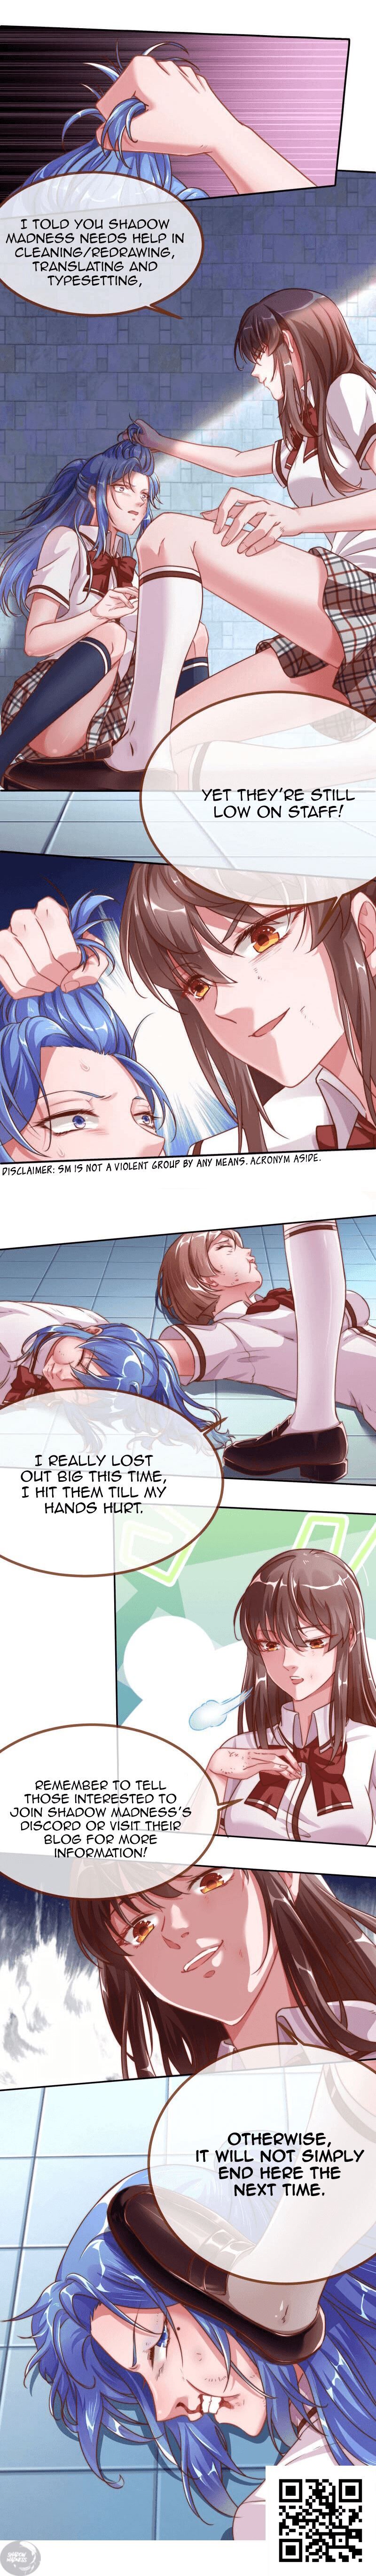 I TOLD YOU SHADOW
MADNESS NEEDS HELP IN
CLEANING/REDRAWING,
TRANSLATING AND
TYPESETTING,
YET THEY'RE STILL
LOW ON STAFF!
DISCLAIMER: SM IS NOT A VIOLENT GROUP BY ANY MEANS. ACRONYM ASIDE.
I REALLY LOST
OUT BIG THIS TIME,
I HIT THEM TILL MY
HANDS HURT.
REMEMBER TO TELL
THOSE INTERESTED TO
JOIN SHADOW MADNESS'S
DISCORD OR VISIT THEIR
BLOG FOR MORE
INFORMATION!
OTHERWISE,
IT WILL NOT SIMPLY
END HERE THE
NEXT TIME.
SHADOW
MADNESS